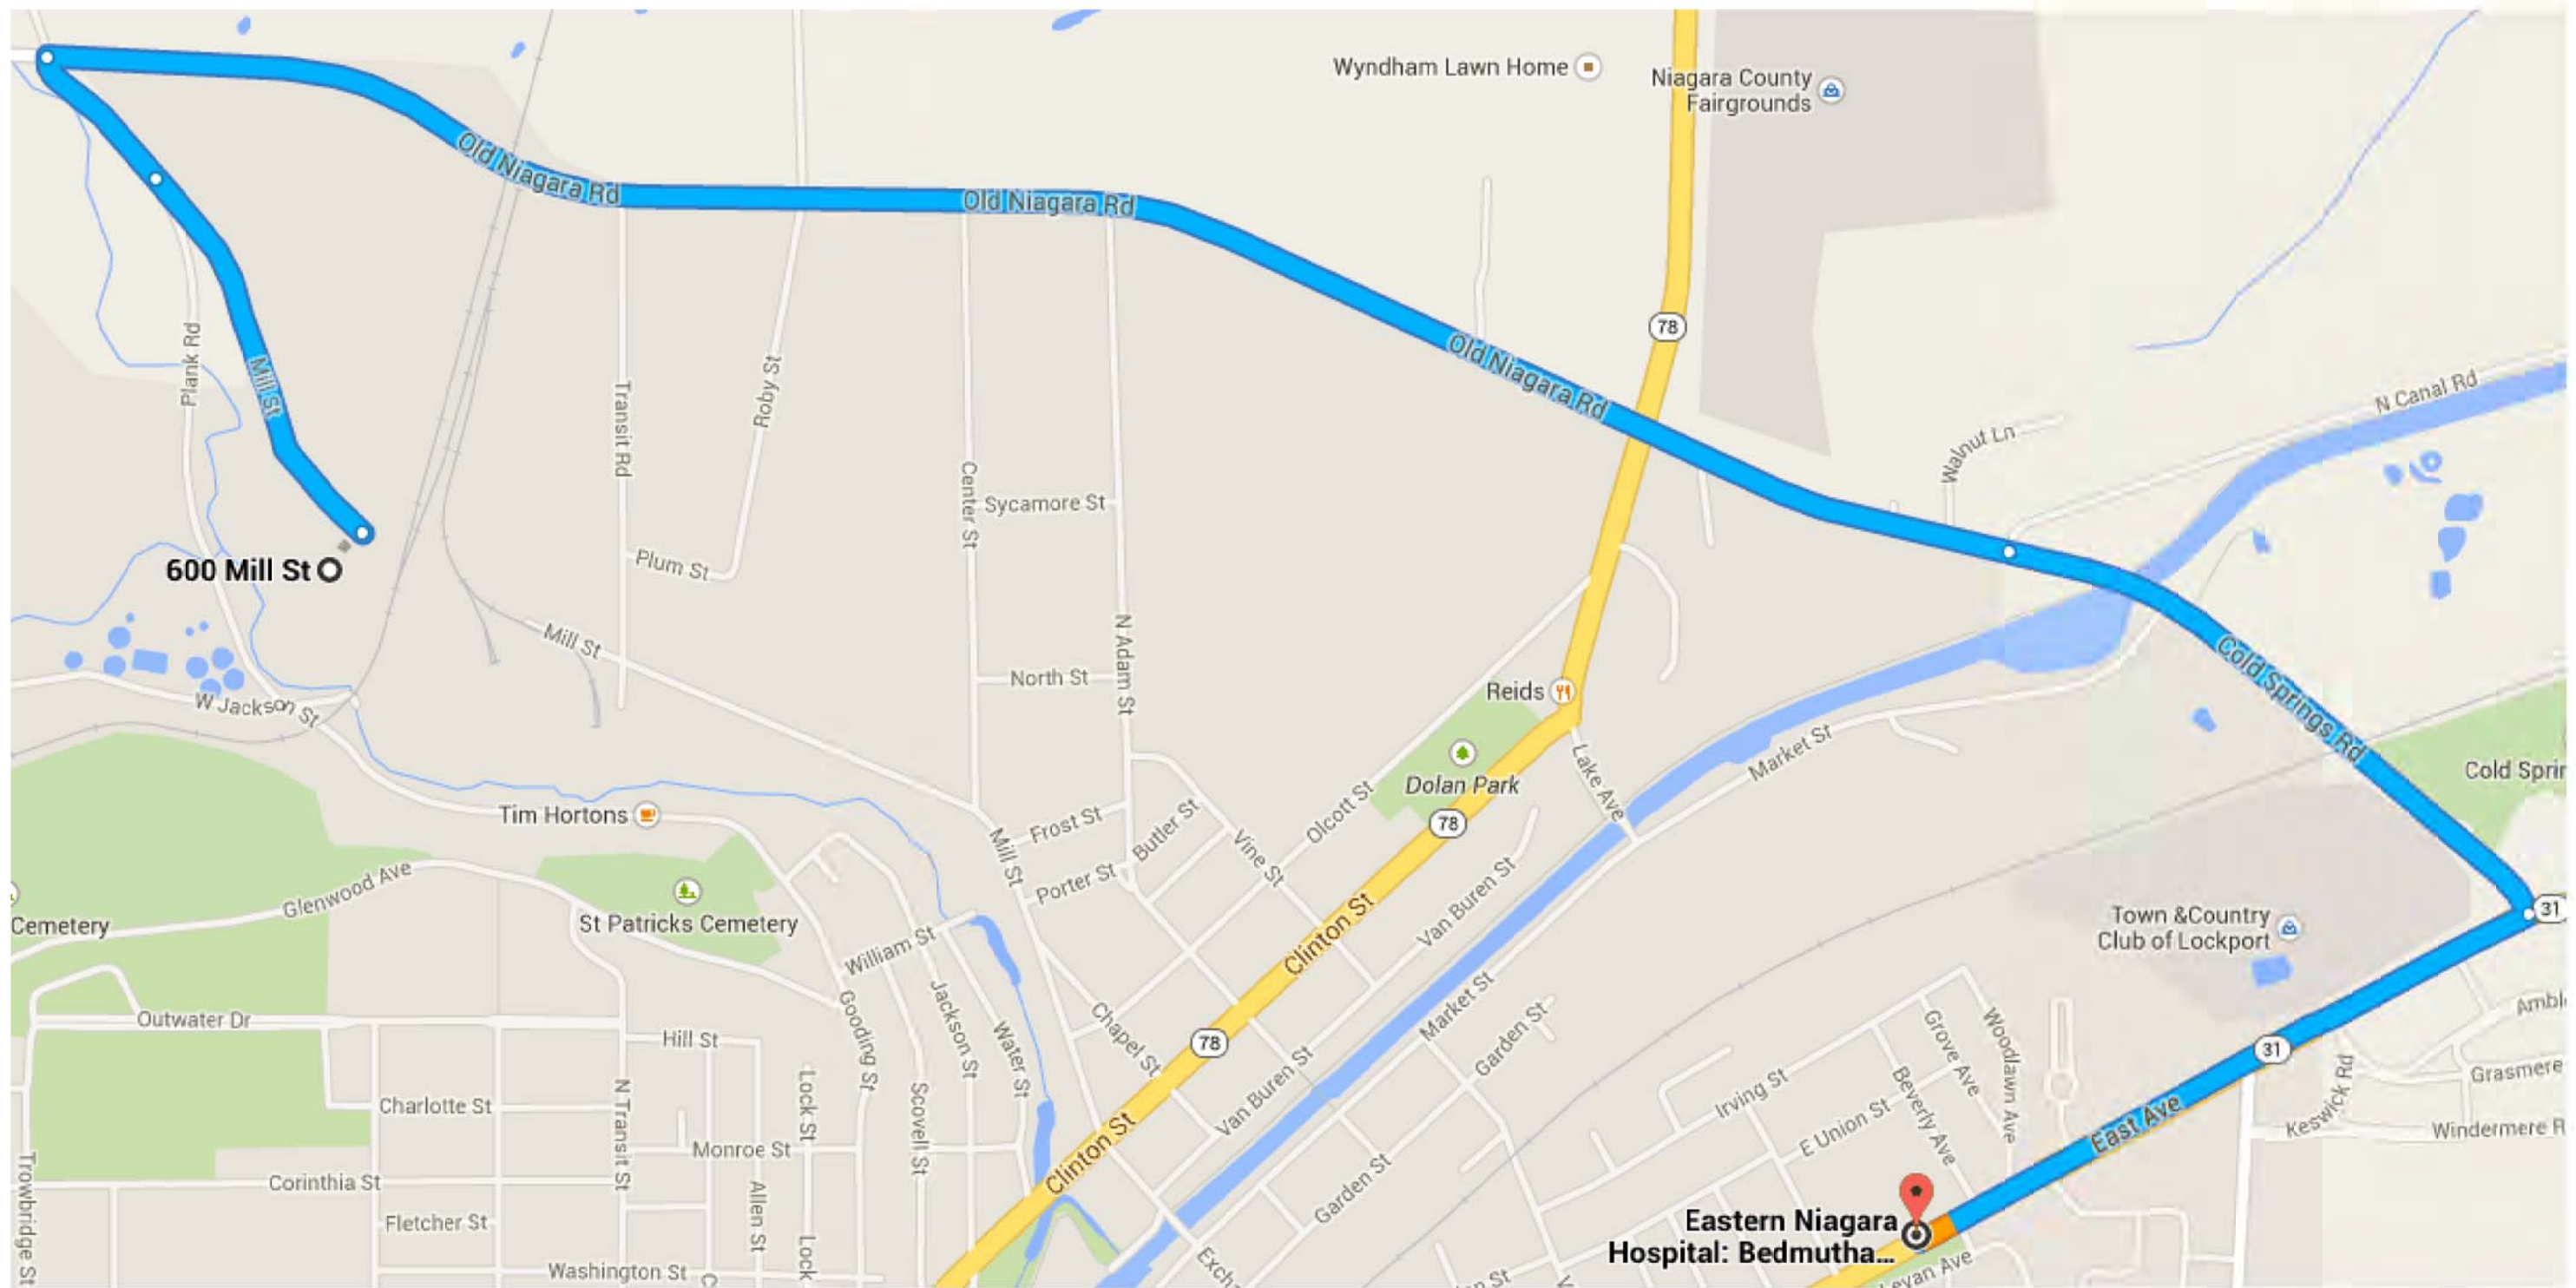 Wyndham Lawn Home
Niagara County
Fairgrounds
Old Niagara Rd
Old Niagara Rd
78
Old Niagara Rd
Plank Rd
Mill St
Transit Rd
Roby St
N Canal Rd
Walnut Ln
Center St
Sycamore St
600 Mill St
Plum St
Mill St
N Adam St
North St
Cold Springs Rd
W Jackson St
Reids
Lake Ave
Market St
Dolan Park
Cold Sprin
Tim Hortons
Mill St
Frost St
Butler St
Vine St
Olcott St
78
Porter St
Van Buren St
Glenwood Ave
Cemetery
St Patricks Cemetery
William St
Clinton St
Town &Country
Club of Lockport
31
Outwater Dr
Gooding St
Jackson St
Water St
Chapel St
78
Market St
Garden St
Hill St
Grove Ave
Woodlawn Ave
31
Ambl
Grasmere
Keswick Rd
Windermere R
Charlotte St
N Transit St
Lock St
Scovell St
Van Buren St
Irving St
Beverly Ave
E Union St
East Ave
Monroe St
Clinton St
Trowbridge St
Corinthia St
Allen St
Garden St
Fletcher St
Lock
Eastern Niagara
Hospital: Bedmutha...
Washington St
C
Exch
n St
evan Ave